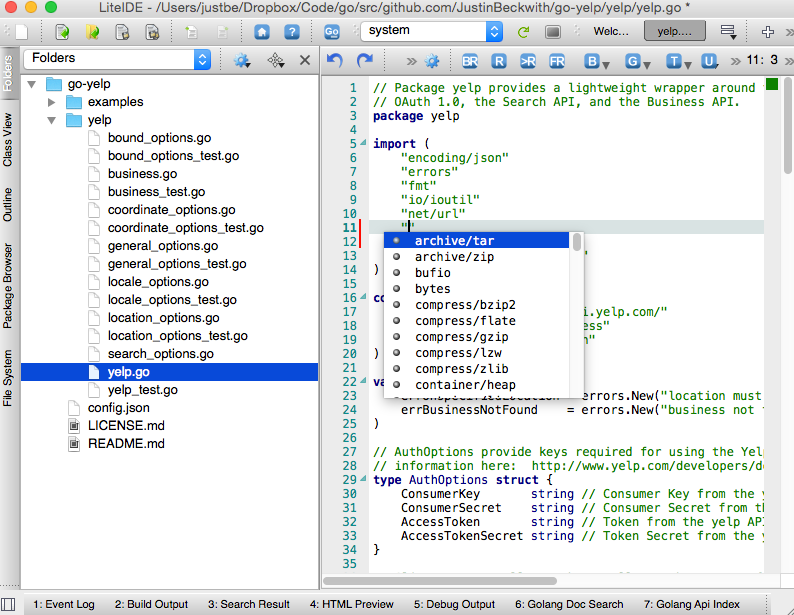 LiteIDE - /Users/justbe/Dropbox/Code/go/src/github.com/JustinBeckwith/go-yelp/yelp/yelp.go *
Go
system
Welc...
yelp....
Folders
BR
R
>R
FR
B
G
T
U
11: 3
Folders
Class View
Outline
Package Browser
File System
go-yelp
examples
yelp
bound_options.go
bound_options_test.go
business.go
business_test.go
coordinate_options.go
coordinate_options_test.go
general_options.go
general_options_test.go
locale_options.go
locale_options_test.go
location_options.go
location_options_test.go
search_options.go
yelp.go
yelp_test.go
config.json
LICENSE.md
README.md
1 // Package yelp provides a lightweight wrapper around
2 // OAuth 1.0, the Search API, and the Business API.
3 package yelp
4
5 import (
6 "encoding/json"
7 "errors"
8 "fmt"
9 "io/ioutil"
10 "net/url"
11 ""
12
13 "
14 )
15
16 co
17 i.yelp.com/"
18 ess"
19 n"
20 )
21
22 va
23 = errors.New("location must
24 errBusinessNotFound = errors.New("business not
25 )
26
27 // AuthOptions provide keys required for using the Yel
28 // information here: http://www.yelp.com/developers/d
29 type AuthOptions struct {
30 ConsumerKey string // Consumer Key from the y
31 ConsumerSecret string // Consumer Secret from th
32 AccessToken string // Token from the yelp API
33 AccessTokenSecret string // Token Secret from the y
34 }
35
archive/tar
archive/zip
bufio
bytes
compress/bzip2
compress/flate
compress/gzip
compress/lzw
compress/zlib
container/heap
1: Event Log
2: Build Output
3: Search Result
4: HTML Preview
5: Debug Output
6: Golang Doc Search
7: Golang Api Index